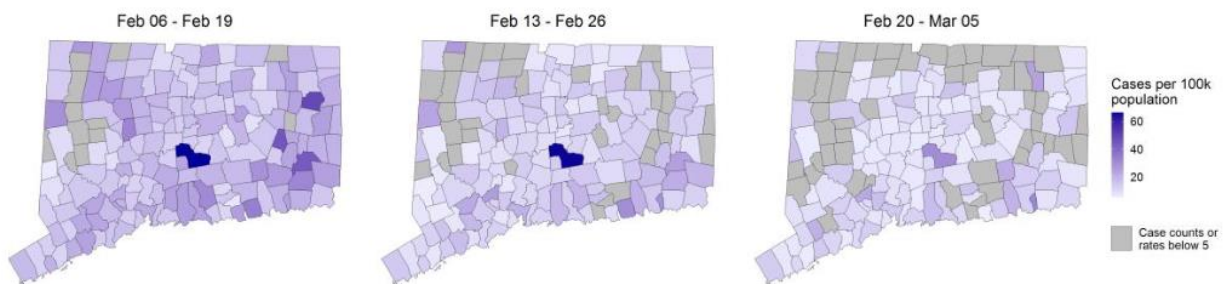 Feb 06 - Feb 19
Feb 13 - Feb 26
Feb 20 - Mar 05
Cases per 100k
population
60
40
20
Case counts or
rates below 5